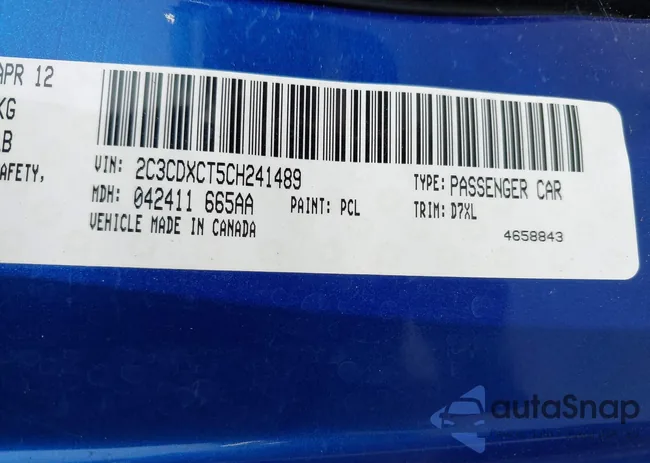 APR 12
KG
LB
AFETY,
VIN: 2C3CDXCT5CH241489
TYPE: PASSENGER CAR
MDH: 042411 665AA
PAINT: PCL
TRIM: D7XL
VEHICLE MADE IN CANADA
4658843
autoSnap